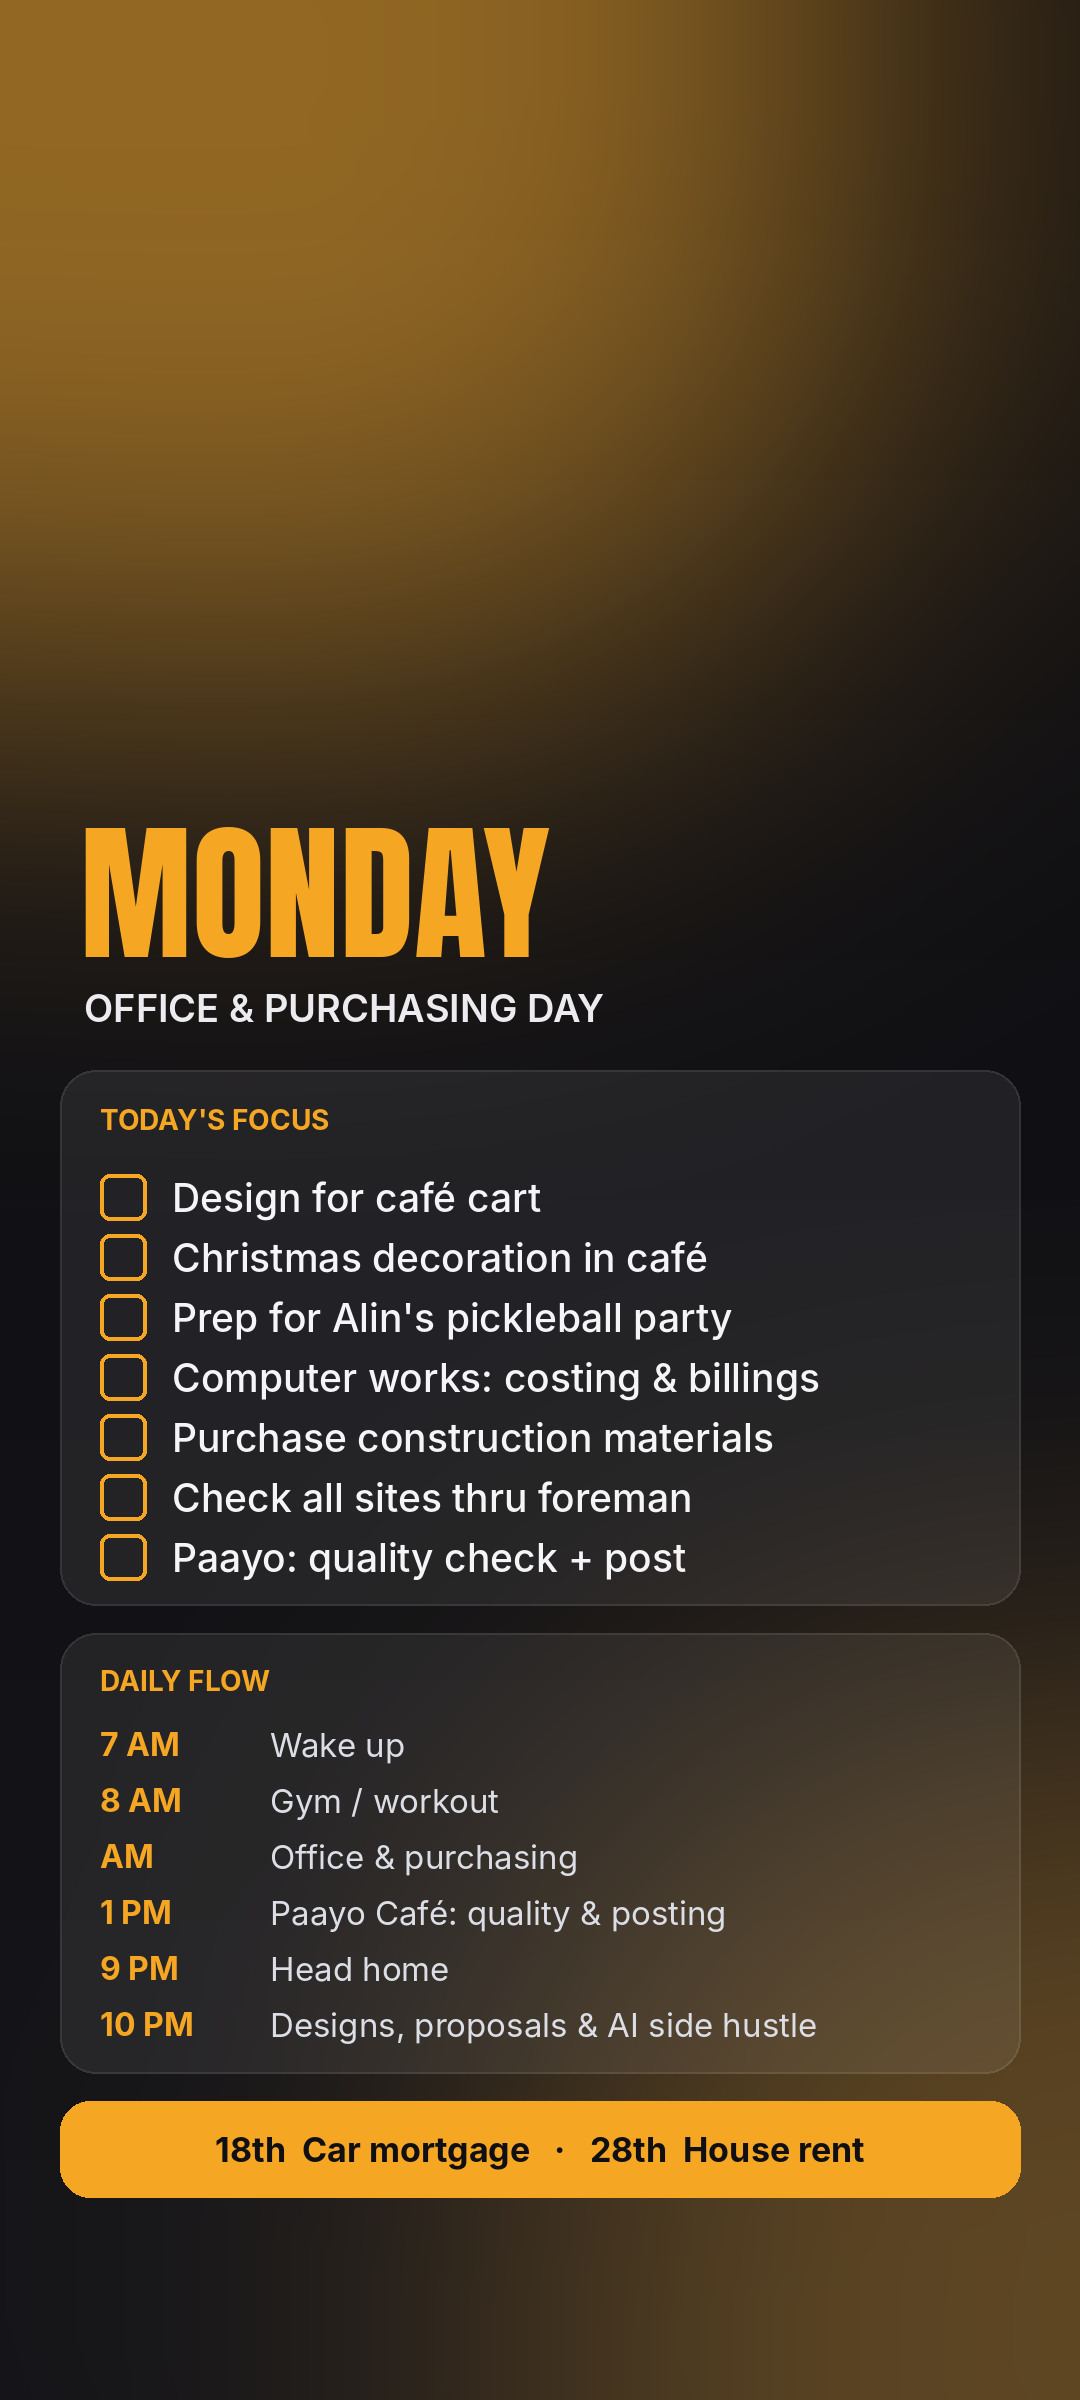 MONDAY
OFFICE & PURCHASING DAY
TODAY'S FOCUS
Design for café cart
Christmas decoration in café
Prep for Alin's pickleball party
Computer works: costing & billings
Purchase construction materials
Check all sites thru foreman
Paayo: quality check + post
DAILY FLOW
7 AM Wake up
8 AM Gym / workout
AM Office & purchasing
1 PM Paayo Café: quality & posting
9 PM Head home
10 PM Designs, proposals & AI side hustle
18th Car mortgage · 28th House rent